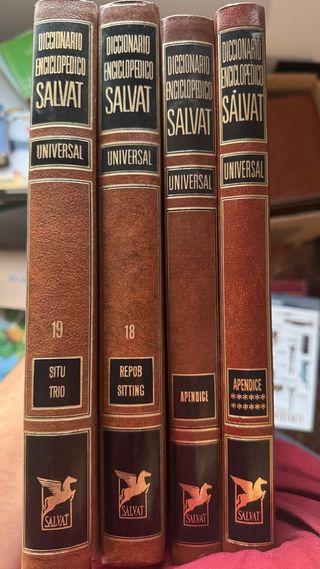 DICCIONARIO
ENCICLOPEDICO
SALVAT
UNIVERSAL
19
SITU
TRIO
SALVAT
DICCIONARIO
ENCICLOPEDICO
SALVAT
UNIVERSAL
18
REPOB
SITTING
SALVAT
DICCIONARIO
ENCICLOPEDICO
SALVAT
UNIVERSAL
APENDICE
SALVAT
DICCIONARIO
ENCICLOPEDICO
SALVAT
UNIVERSAL
APENDICE
SALVAT